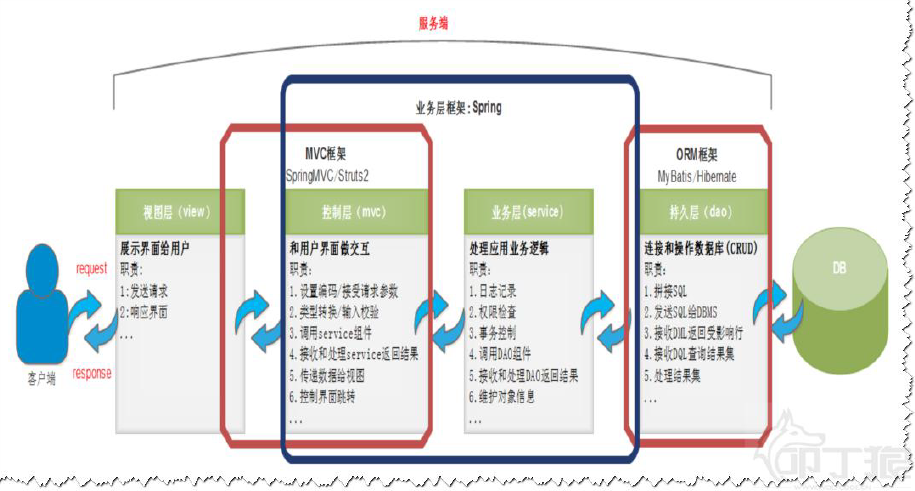 服务端
业务层框架:Spring
MVC框架
SpringMVC/Struts2
ORM框架
MyBatis/Hibernate
视图层（view）
控制层（mvc）
业务层(service)
持久层（dao）
展示界面给用户
职责:
1:发送请求
2:响应界面
...
和用户界面做交互
职责:
1.设置编码/接受请求参数
2.类型转换/输入校验
3.调用service组件
4.接收和处理service返回结果
5.传递数据给视图
6.控制界面跳转
...
处理应用业务逻辑
职责:
1.日志记录
2.权限检查
3.事务控制
4.调用DAO组件
5.接收和处理DAO返回结果
6.维护对象信息
...
连接和操作数据库(CRUD)
职责:
1.拼接SQL
2.发送SQL给DBMS
3.接收DML返回受影响行
4.接收DQL查询结果集
5.处理结果集
...
DB
request
response
客户端
叩丁狼